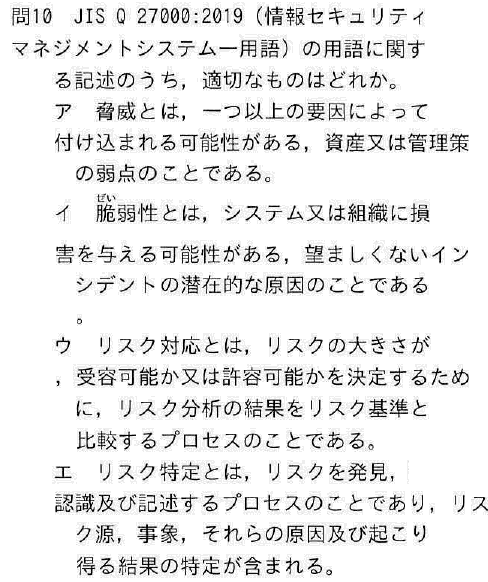 問10 JIS Q 27000:2019（情報セキュリティ
マネジメントシステム－用語）の用語に関す
る記述のうち，適切なものはどれか。
ア 脅威とは，一つ以上の要因によって
付け込まれる可能性がある，資産又は管理策
の弱点のことである。
ぜい
イ 脆弱性とは，システム又は組織に損
害を与える可能性がある，望ましくないイン
シデントの潜在的な原因のことである
。
ウ リスク対応とは，リスクの大きさが
，受容可能か又は許容可能かを決定するため
に，リスク分析の結果をリスク基準と
比較するプロセスのことである。
エ リスク特定とは，リスクを発見，
認識及び記述するプロセスのことであり，リス
ク源，事象，それらの原因及び起こり
得る結果の特定が含まれる。